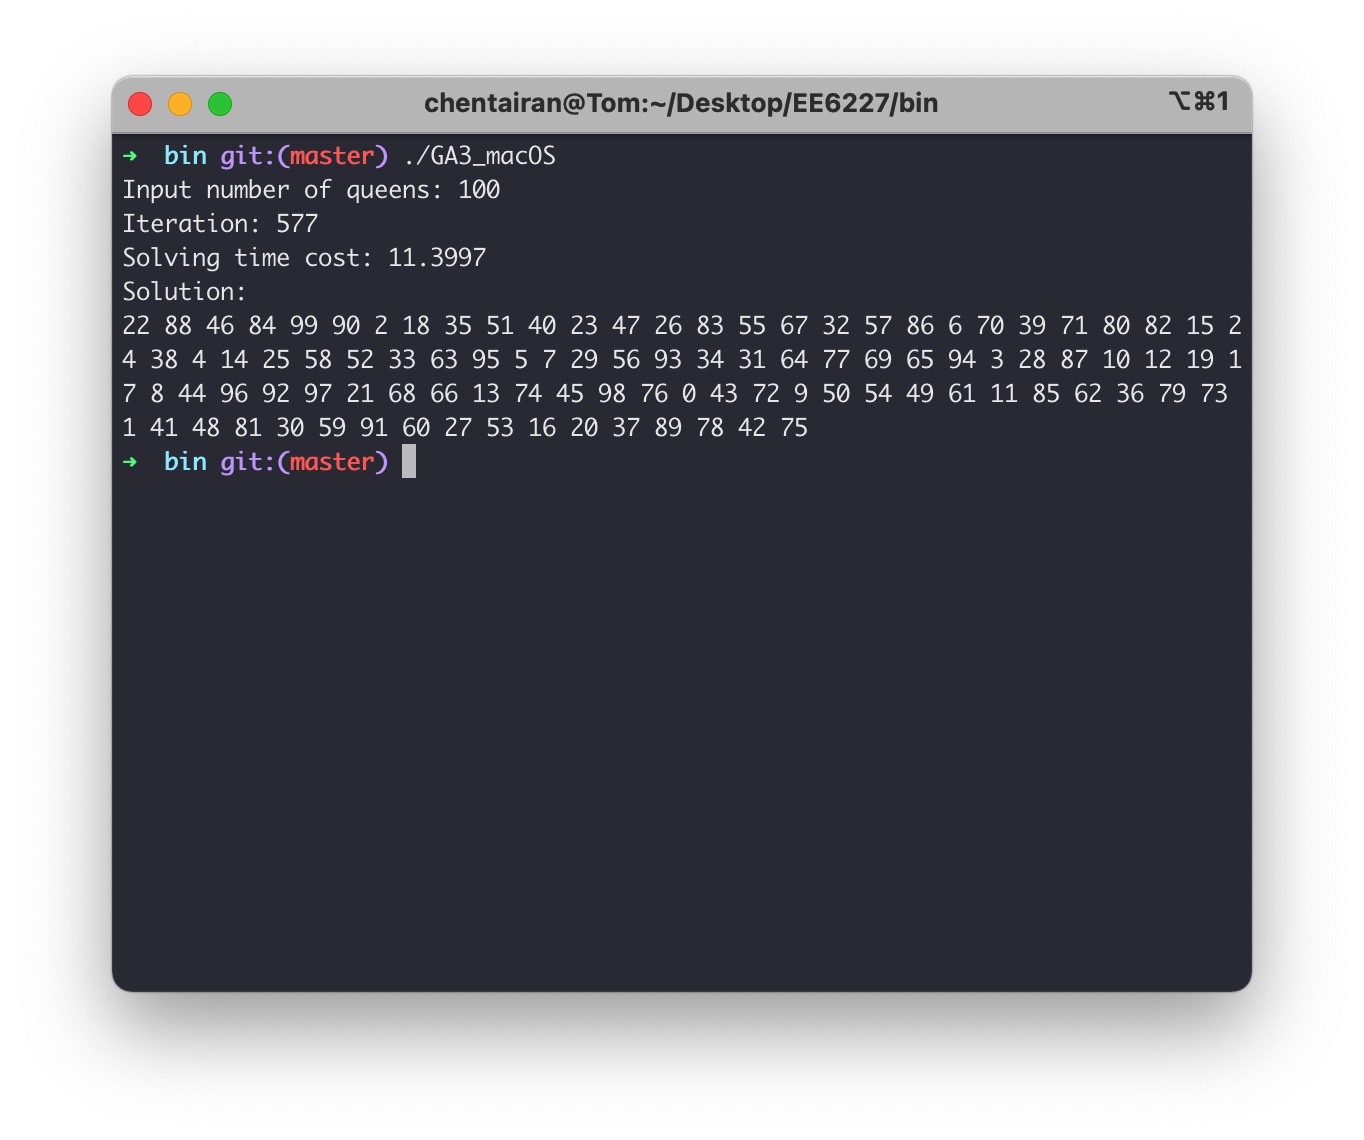 chentairan@Tom:~/Desktop/EE6227/bin ⌥⌘1
➜ bin git:(master) ./GA3_macOS
Input number of queens: 100
Iteration: 577
Solving time cost: 11.3997
Solution:
22 88 46 84 99 90 2 18 35 51 40 23 47 26 83 55 67 32 57 86 6 70 39 71 80 82 15 2
4 38 4 14 25 58 52 33 63 95 5 7 29 56 93 34 31 64 77 69 65 94 3 28 87 10 12 19 1
7 8 44 96 92 97 21 68 66 13 74 45 98 76 0 43 72 9 50 54 49 61 11 85 62 36 79 73
1 41 48 81 30 59 91 60 27 53 16 20 37 89 78 42 75
➜ bin git:(master)